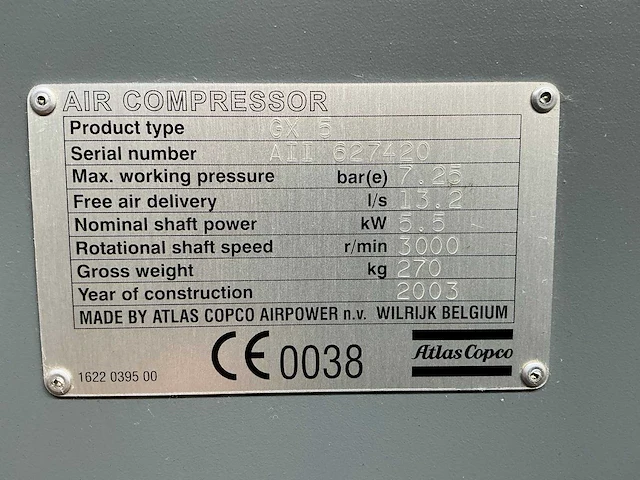 AIR COMPRESSOR
Product type GX 5
Serial number AII 627420
Max. working pressure bar(e) 7.25
Free air delivery l/s 13.2
Nominal shaft power kW 5.5
Rotational shaft speed r/min 3000
Gross weight kg 270
Year of construction 2003
MADE BY ATLAS COPCO AIRPOWER n.v. WILRIJK BELGIUM
1622 0395 00 CE 0038 Atlas Copco